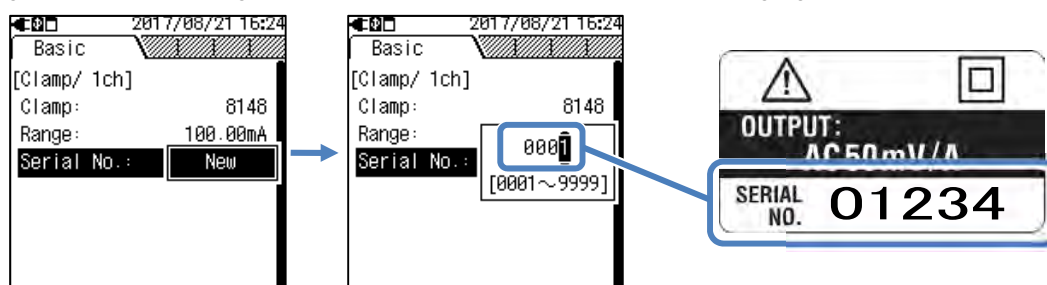 2017/08/21 16:24
Basic
[Clamp/ 1ch]
Clamp: 8148
Range: 100.00mA
Serial No.: New
2017/08/21 16:24
Basic
[Clamp/ 1ch]
Clamp: 8148
Range:
Serial No.:
0001
[0001～9999]
OUTPUT:
AC50mV/A
SERIAL
NO. 01234